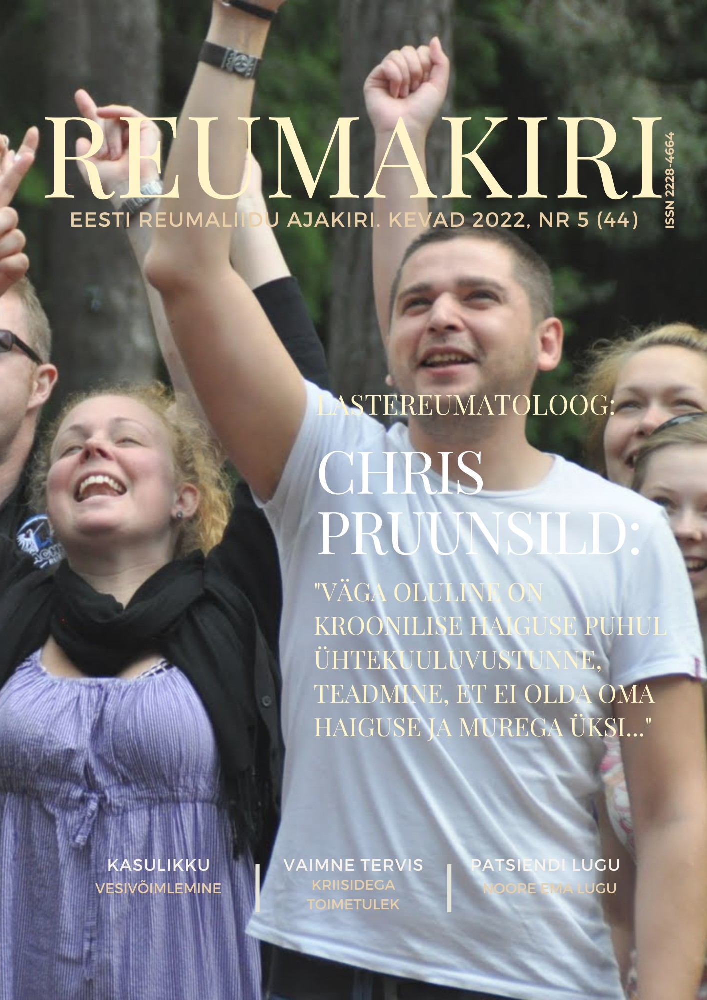 REUMAKIRI
ISSN 2228-4664
EESTI REUMALIIDU AJAKIRI. KEVAD 2022, NR 5 (44)
LASTEREUMATOLOOG:
CHRIS
PRUUNSILD:
"VÄGA OLULINE ON
KROONILISE HAIGUSE PUHUL
ÜHTEKUULUVUSTUNNE,
TEADMINE, ET EI OLDA OMA
HAIGUSE JA MUREGA ÜKSI..."
KASULIKKU
VESIVÕIMLEMINE
VAIMNE TERVIS
KRIISIDEGA
TOIMETULEK
PATSIENDI LUGU
NOORE EMA LUGU